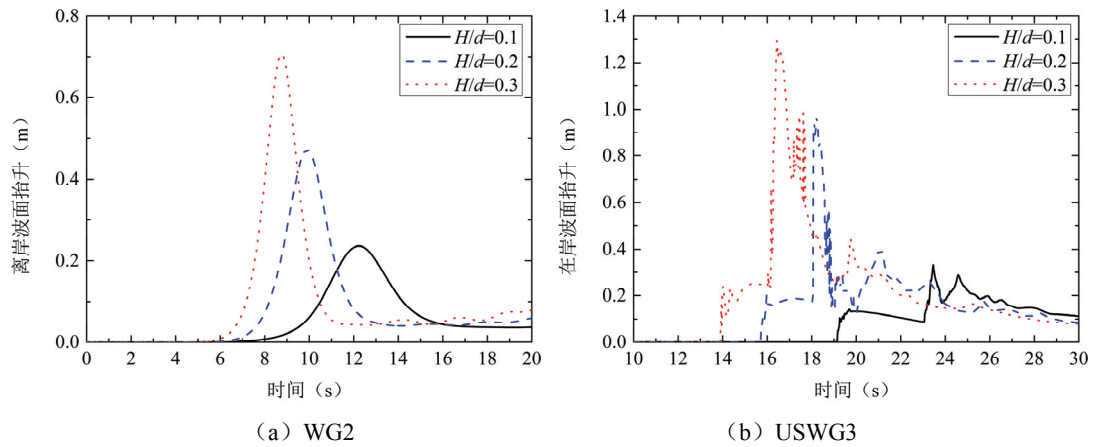 0.8
0.6
0.4
0.2
0.0
离岸波面抬升（m）
H/d=0.1
H/d=0.2
H/d=0.3
0 2 4 6 8 10 12 14 16 18 20
时间（s）
（a）WG2
1.4
1.2
1.0
0.8
0.6
0.4
0.2
0.0
在岸波面抬升（m）
H/d=0.1
H/d=0.2
H/d=0.3
10 12 14 16 18 20 22 24 26 28 30
时间（s）
（b）USWG3